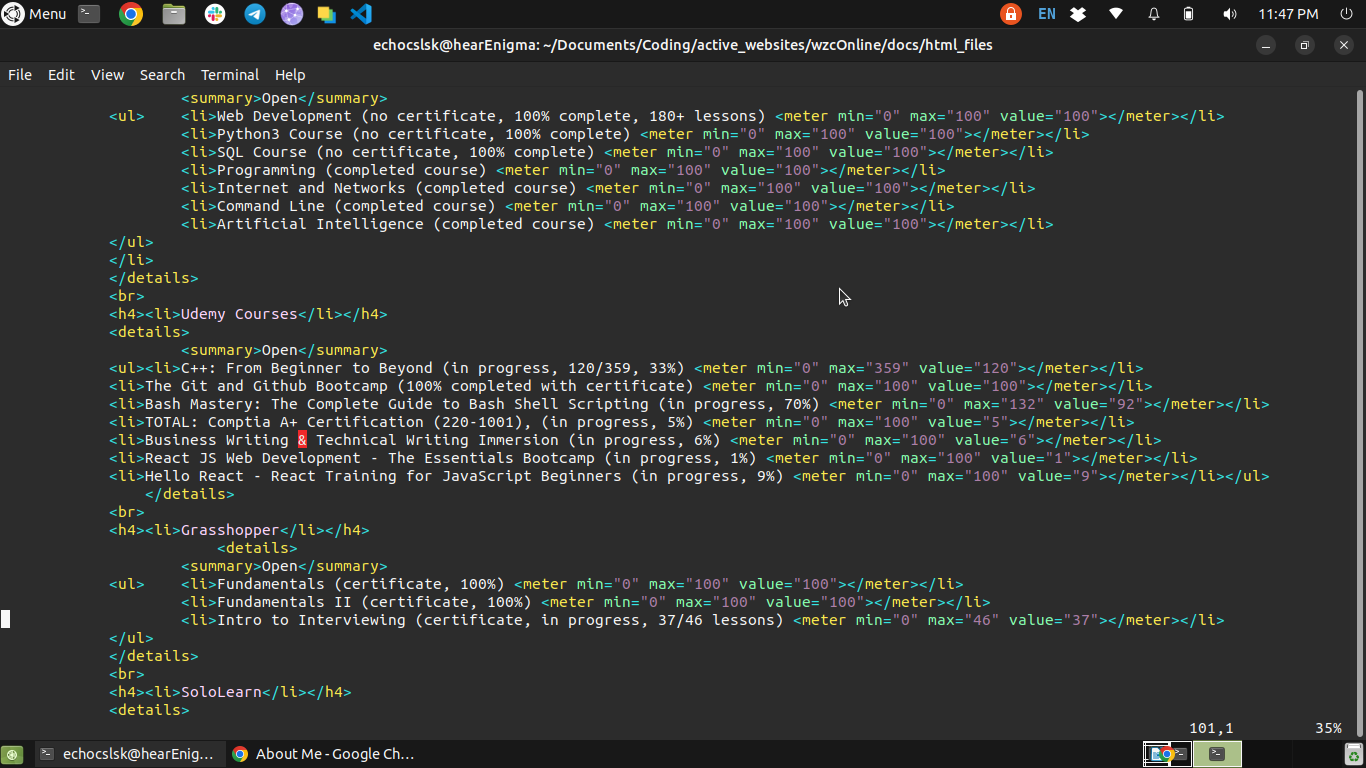 Menu EN 11:47 PM
echocslsk@hearEnigma: ~/Documents/Coding/active_websites/wzcOnline/docs/html_files
File Edit View Search Terminal Help
<summary>Open</summary>
<ul> <li>Web Development (no certificate, 100% complete, 180+ lessons) <meter min="0" max="100" value="100"></meter></li>
<li>Python3 Course (no certificate, 100% complete) <meter min="0" max="100" value="100"></meter></li>
<li>SQL Course (no certificate, 100% complete) <meter min="0" max="100" value="100"></meter></li>
<li>Programming (completed course) <meter min="0" max="100" value="100"></meter></li>
<li>Internet and Networks (completed course) <meter min="0" max="100" value="100"></meter></li>
<li>Command Line (completed course) <meter min="0" max="100" value="100"></meter></li>
<li>Artificial Intelligence (completed course) <meter min="0" max="100" value="100"></meter></li>
</ul>
</li>
</details>
<br>
<h4><li>Udemy Courses</li></h4>
<details>
<summary>Open</summary>
<ul><li>C++: From Beginner to Beyond (in progress, 120/359, 33%) <meter min="0" max="359" value="120"></meter></li>
<li>The Git and Github Bootcamp (100% completed with certificate) <meter min="0" max="100" value="100"></meter></li>
<li>Bash Mastery: The Complete Guide to Bash Shell Scripting (in progress, 70%) <meter min="0" max="132" value="92"></meter></li>
<li>TOTAL: Comptia A+ Certification (220-1001), (in progress, 5%) <meter min="0" max="100" value="5"></meter></li>
<li>Business Writing & Technical Writing Immersion (in progress, 6%) <meter min="0" max="100" value="6"></meter></li>
<li>React JS Web Development - The Essentials Bootcamp (in progress, 1%) <meter min="0" max="100" value="1"></meter></li>
<li>Hello React - React Training for JavaScript Beginners (in progress, 9%) <meter min="0" max="100" value="9"></meter></li></ul>
</details>
<br>
<h4><li>Grasshopper</li></h4>
<details>
<summary>Open</summary>
<ul> <li>Fundamentals (certificate, 100%) <meter min="0" max="100" value="100"></meter></li>
<li>Fundamentals II (certificate, 100%) <meter min="0" max="100" value="100"></meter></li>
<li>Intro to Interviewing (certificate, in progress, 37/46 lessons) <meter min="0" max="46" value="37"></meter></li>
</ul>
</details>
<br>
<h4><li>SoloLearn</li></h4>
<details>
101,1 35%
echocslsk@hearEnig... About Me - Google Ch...